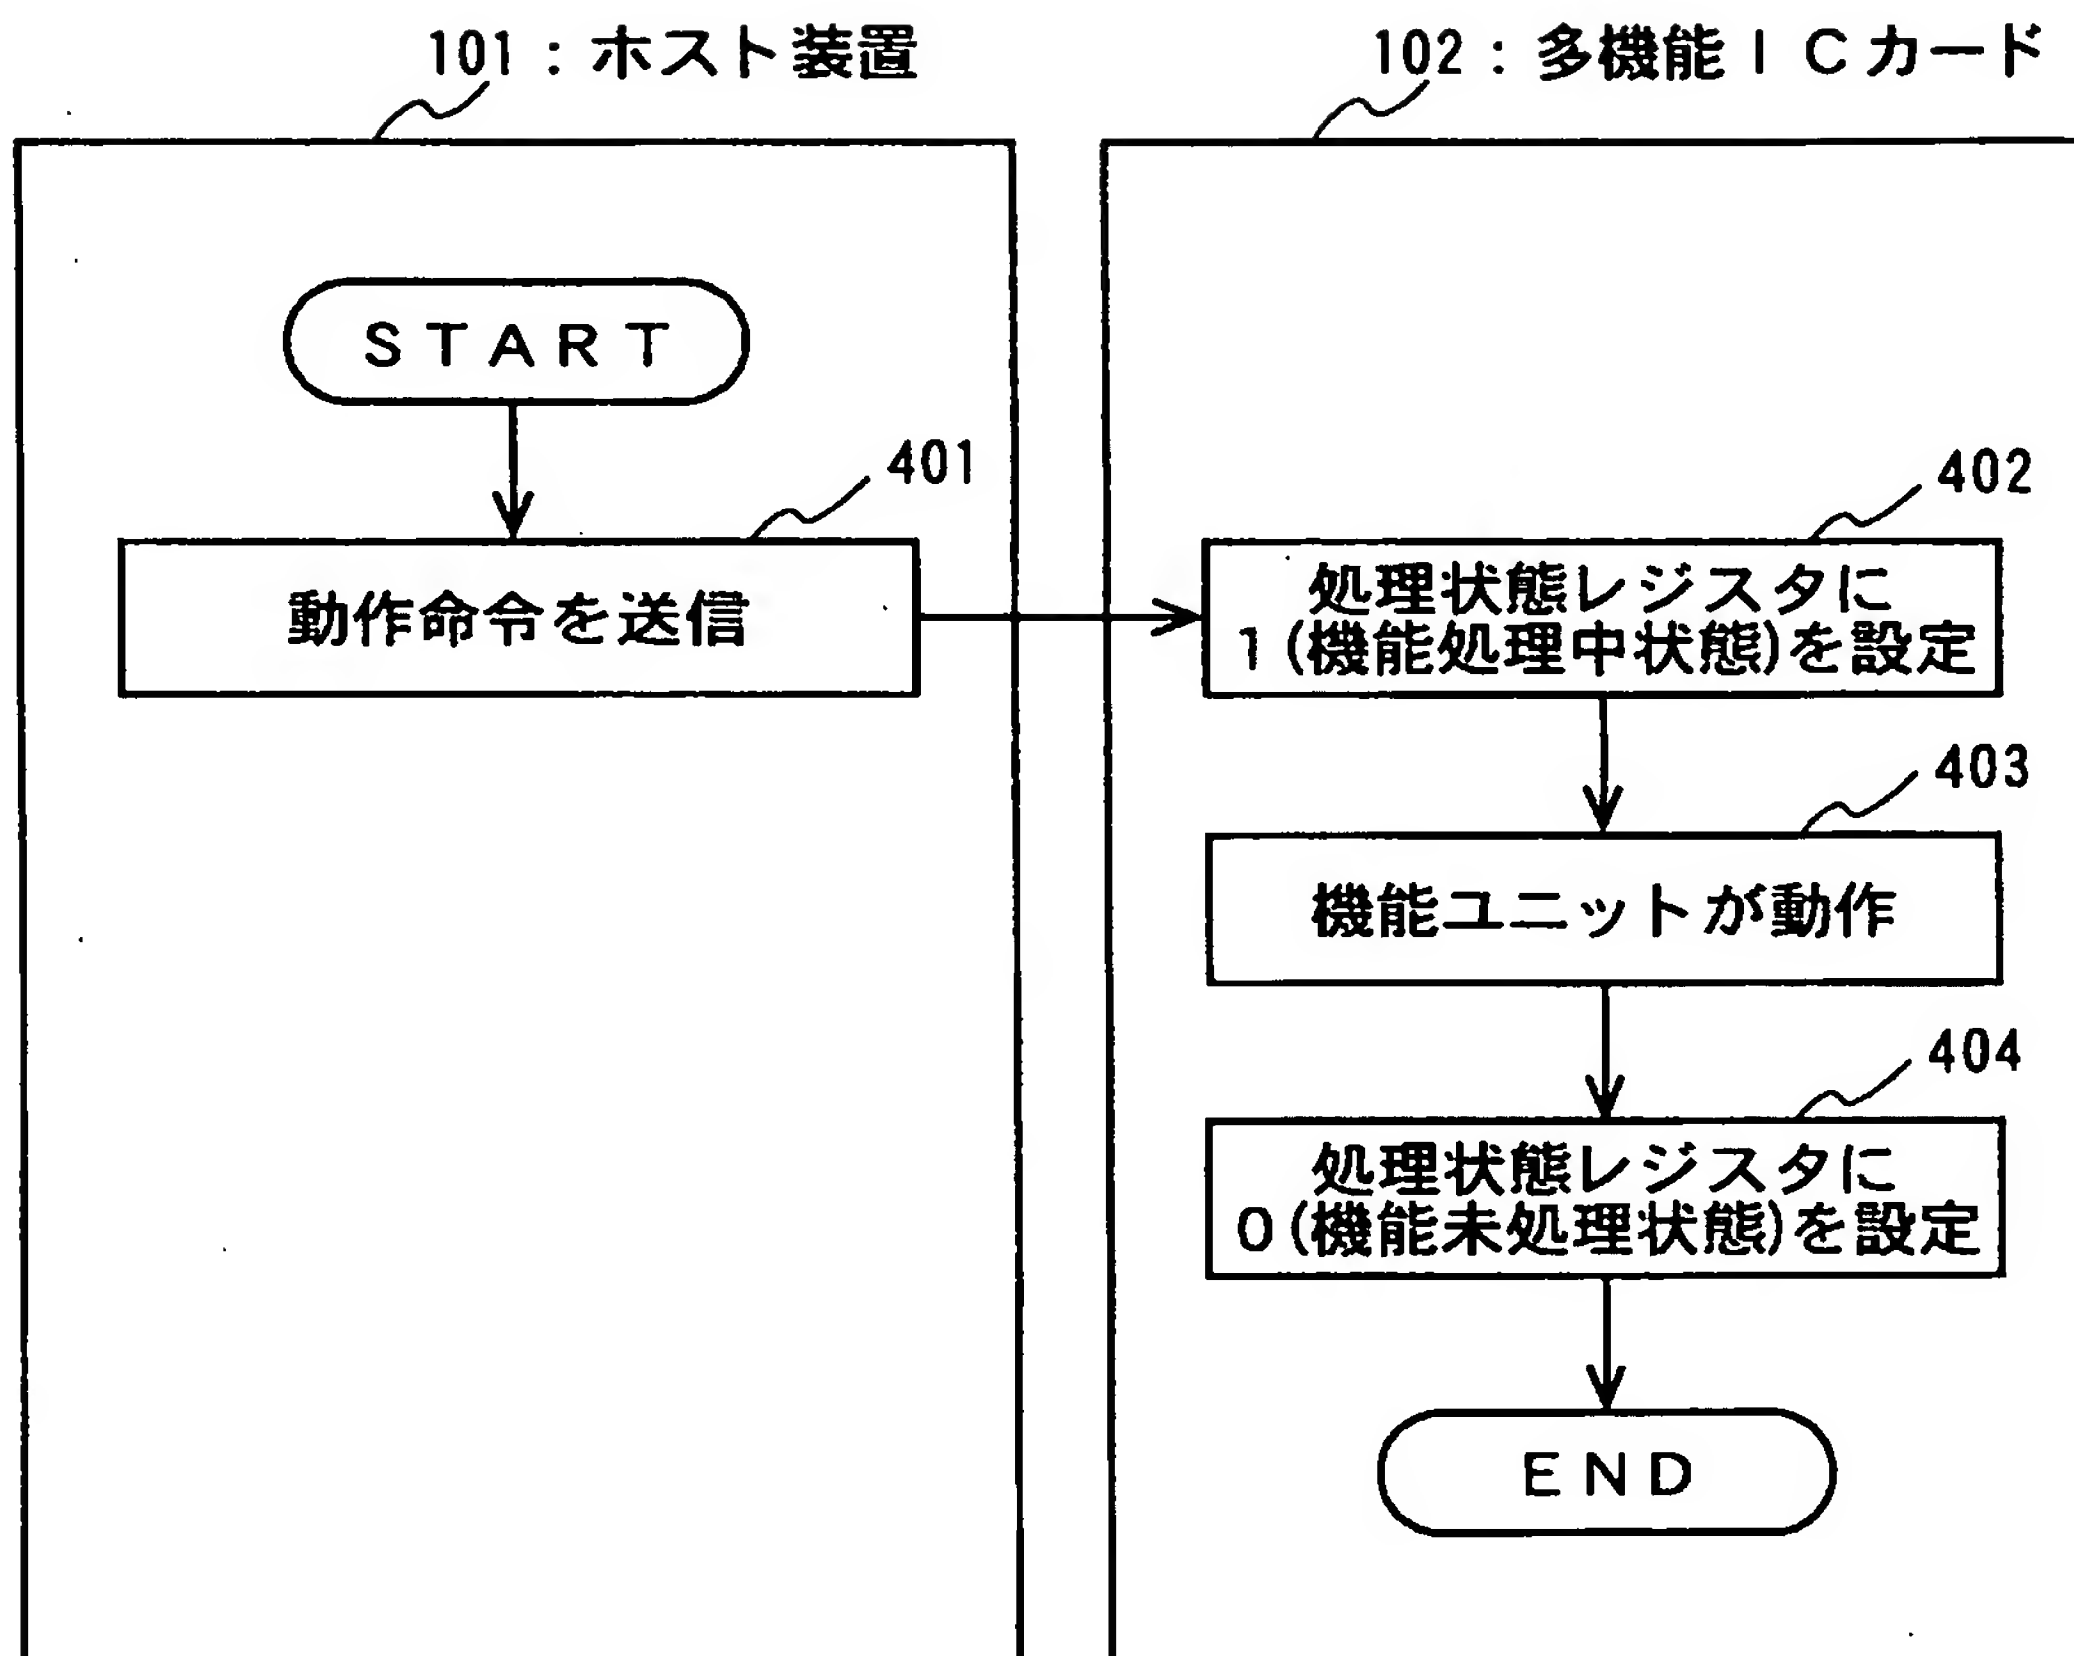 101：ホスト装置
102：多機能ＩＣカード
ＳＴＡＲＴ
401
動作命令を送信
402
処理状態レジスタに
1(機能処理中状態)を設定
403
機能ユニットが動作
404
処理状態レジスタに
0(機能未処理状態)を設定
ＥＮＤ